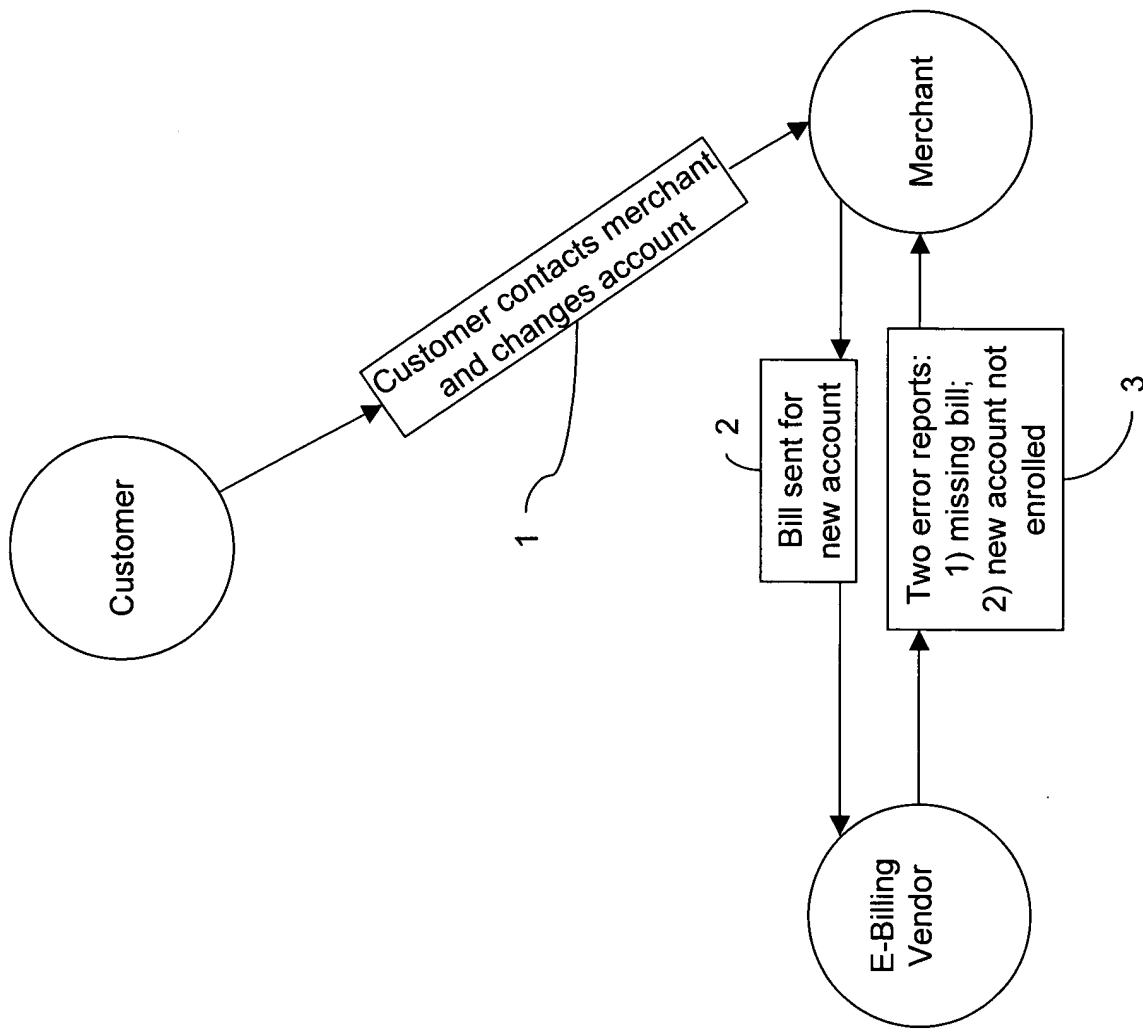 Customer
Customer contacts merchant
and changes account
1
2
Bill sent for
new account
E-Billing
Vendor
Merchant
Two error reports:
1) missing bill;
2) new account not
enrolled
3